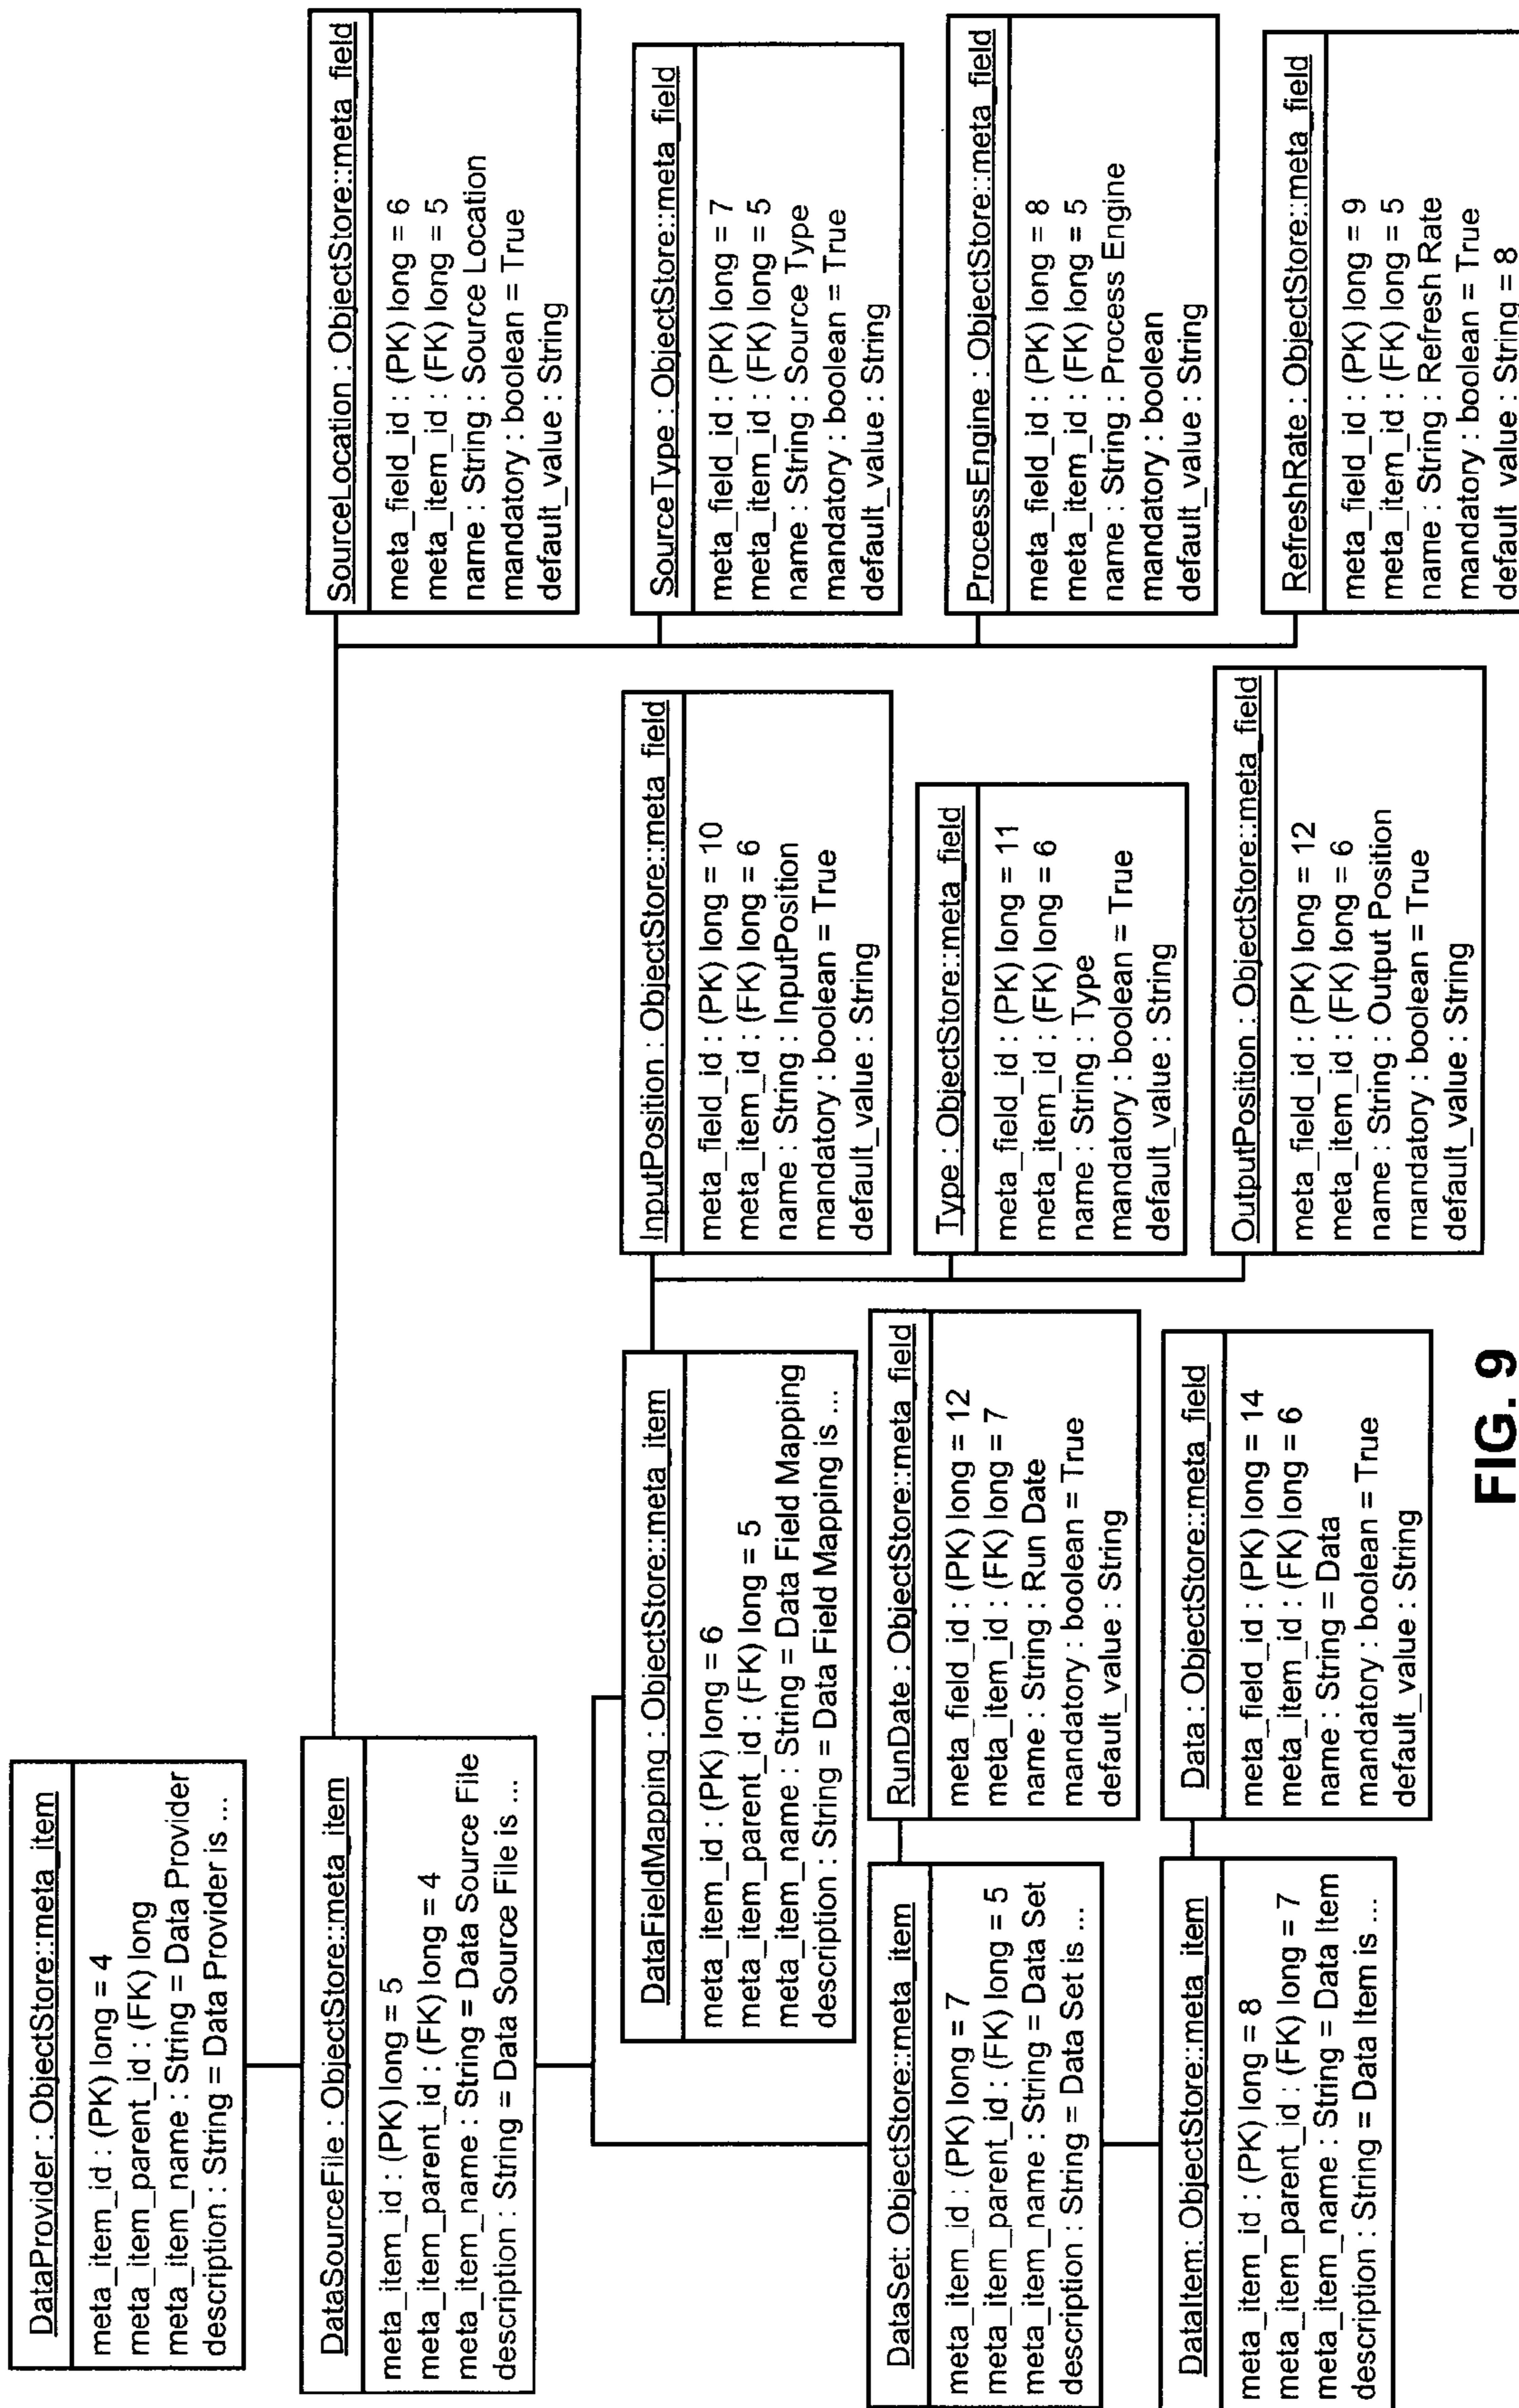 DataProvider : ObjectStore::meta_item
meta_item_id : (PK) long = 4
meta_item_parent_id : (FK) long
meta_item_name : String = Data Provider
description : String = Data Provider is ...
DataSourceFile : ObjectStore::meta_item
meta_item_id : (PK) long = 5
meta_item_parent_id : (FK) long = 4
meta_item_name : String = Data Source File
description : String = Data Source File is ...
SourceLocation : ObjectStore::meta_field
meta_field_id : (PK) long = 6
meta_item_id : (FK) long = 5
name : String : Source Location
mandatory : boolean = True
default_value : String
DataFieldMapping : ObjectStore::meta_item
meta_item_id : (PK) long = 6
meta_item_parent_id : (FK) long = 5
meta_item_name : String = Data Field Mapping
description : String = Data Field Mapping is ...
InputPosition : ObjectStore::meta_field
meta_field_id : (PK) long = 10
meta_item_id : (FK) long = 6
name : String : InputPosition
mandatory : boolean = True
default_value : String
SourceType : ObjectStore::meta_field
meta_field_id : (PK) long = 7
meta_item_id : (FK) long = 5
name : String : Source Type
mandatory : boolean = True
default_value : String
DataSet: ObjectStore::meta_item
meta_item_id : (PK) long = 7
meta_item_parent_id : (FK) long = 5
meta_item_name : String = Data Set
description : String = Data Set is ...
RunDate : ObjectStore::meta_field
meta_field_id : (PK) long = 12
meta_item_id : (FK) long = 7
name : String : Run Date
mandatory : boolean = True
default_value : String
Type : ObjectStore::meta_field
meta_field_id : (PK) long = 11
meta_item_id : (FK) long = 6
name : String : Type
mandatory : boolean = True
default_value : String
ProcessEngine : ObjectStore::meta_field
meta_field_id : (PK) long = 8
meta_item_id : (FK) long = 5
name : String : Process Engine
mandatory : boolean
default_value : String
DataItem: ObjectStore::meta_item
meta_item_id : (PK) long = 8
meta_item_parent_id : (FK) long = 7
meta_item_name : String = Data Item
description : String = Data Item is ...
Data : ObjectStore::meta_field
meta_field_id : (PK) long = 14
meta_item_id : (FK) long = 6
name : String = Data
mandatory : boolean = True
default_value : String
OutputPosition : ObjectStore::meta_field
meta_field_id : (PK) long = 12
meta_item_id : (FK) long = 6
name : String : Output Position
mandatory : boolean = True
default_value : String
RefreshRate : ObjectStore::meta_field
meta_field_id : (PK) long = 9
meta_item_id : (FK) long = 5
name : String : Refresh Rate
mandatory : boolean = True
default_value : String = 8
FIG. 9